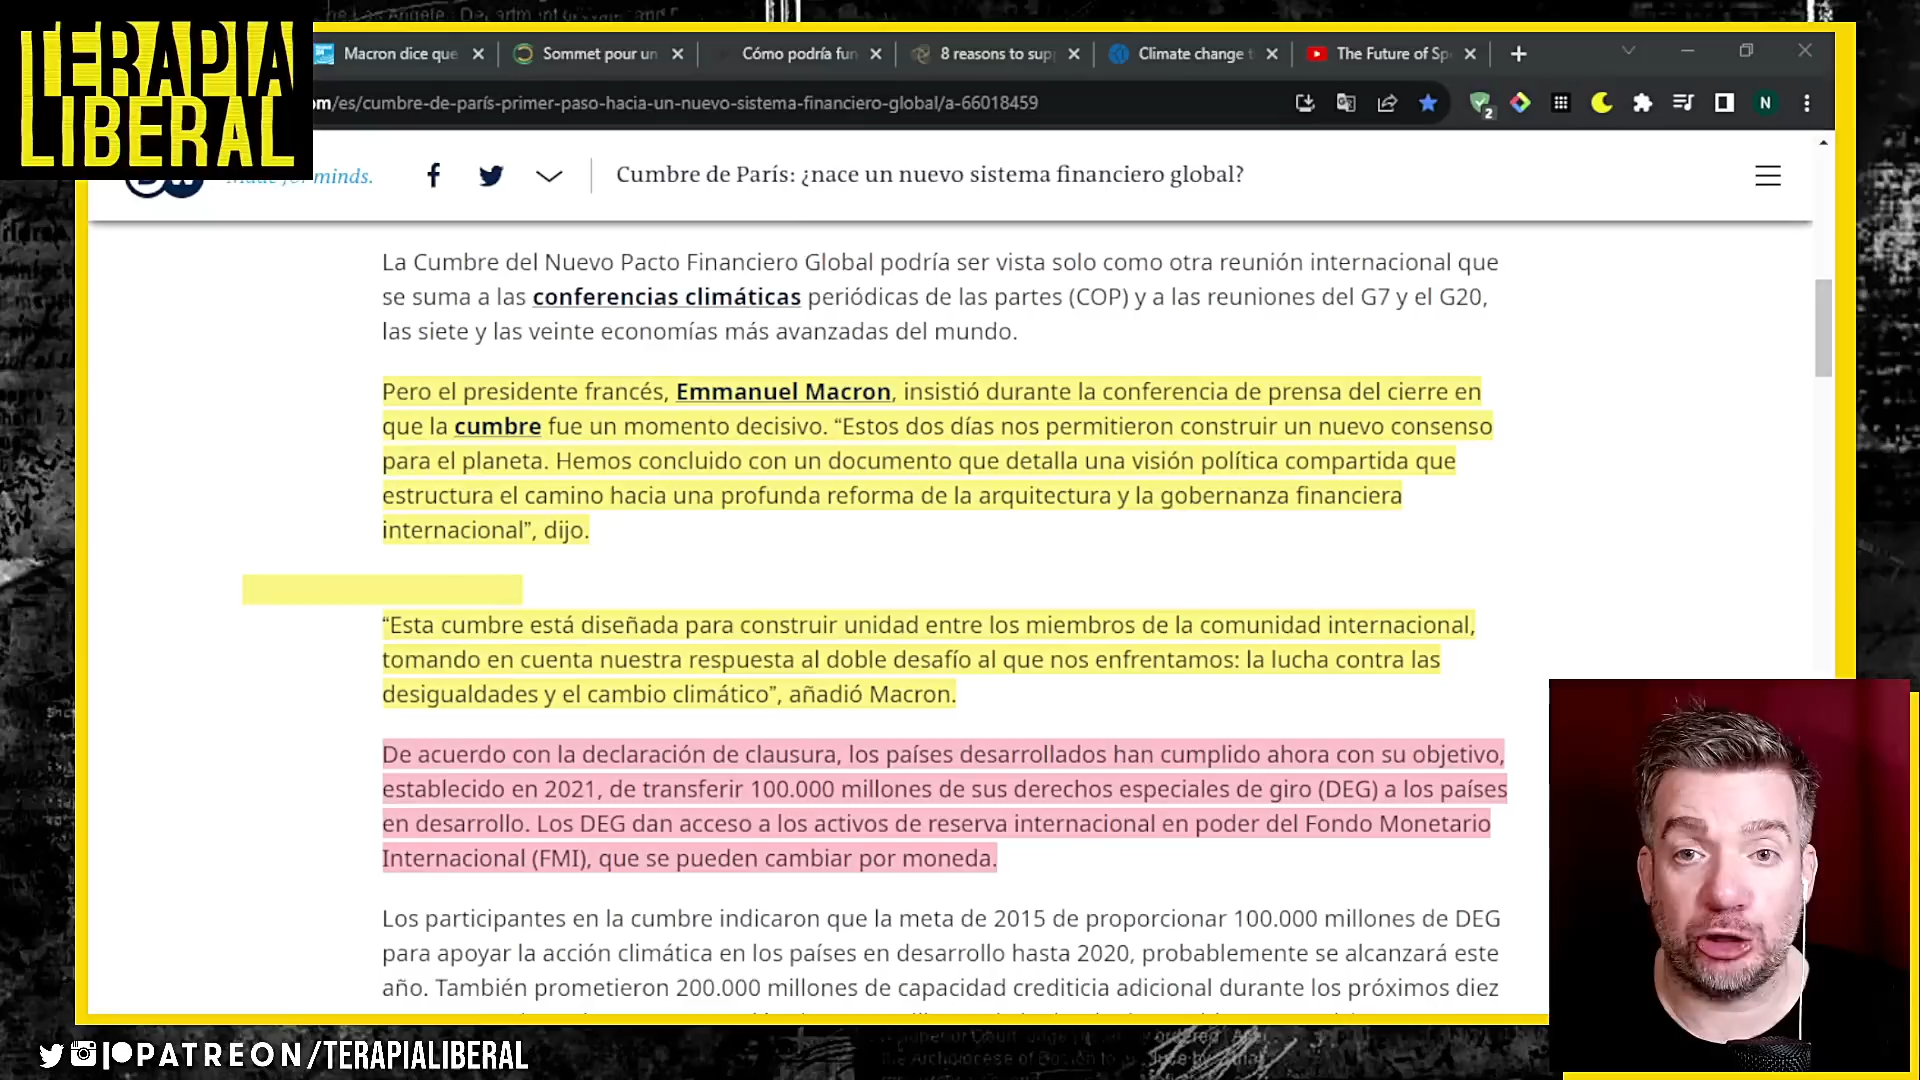 TERAPIA
LIBERAL
Macron dice que
Sommet pour un
Cómo podría fun
8 reasons to sup
Climate change t
The Future of Sp
om/es/cumbre-de-parís-primer-paso-hacia-un-nuevo-sistema-financiero-global/a-66018459
2
N
Made for minds.
Cumbre de París: ¿nace un nuevo sistema financiero global?
La Cumbre del Nuevo Pacto Financiero Global podría ser vista solo como otra reunión internacional que
se suma a las conferencias climáticas periódicas de las partes (COP) y a las reuniones del G7 y el G20,
las siete y las veinte economías más avanzadas del mundo.
Pero el presidente francés, Emmanuel Macron, insistió durante la conferencia de prensa del cierre en
que la cumbre fue un momento decisivo. “Estos dos días nos permitieron construir un nuevo consenso
para el planeta. Hemos concluido con un documento que detalla una visión política compartida que
estructura el camino hacia una profunda reforma de la arquitectura y la gobernanza financiera
internacional”, dijo.
“Esta cumbre está diseñada para construir unidad entre los miembros de la comunidad internacional,
tomando en cuenta nuestra respuesta al doble desafío al que nos enfrentamos: la lucha contra las
desigualdades y el cambio climático”, añadió Macron.
De acuerdo con la declaración de clausura, los países desarrollados han cumplido ahora con su objetivo,
establecido en 2021, de transferir 100.000 millones de sus derechos especiales de giro (DEG) a los países
en desarrollo. Los DEG dan acceso a los activos de reserva internacional en poder del Fondo Monetario
Internacional (FMI), que se pueden cambiar por moneda.
Los participantes en la cumbre indicaron que la meta de 2015 de proporcionar 100.000 millones de DEG
para apoyar la acción climática en los países en desarrollo hasta 2020, probablemente se alcanzará este
año. También prometieron 200.000 millones de capacidad crediticia adicional durante los próximos diez
PATREON/TERAPIALIBERAL